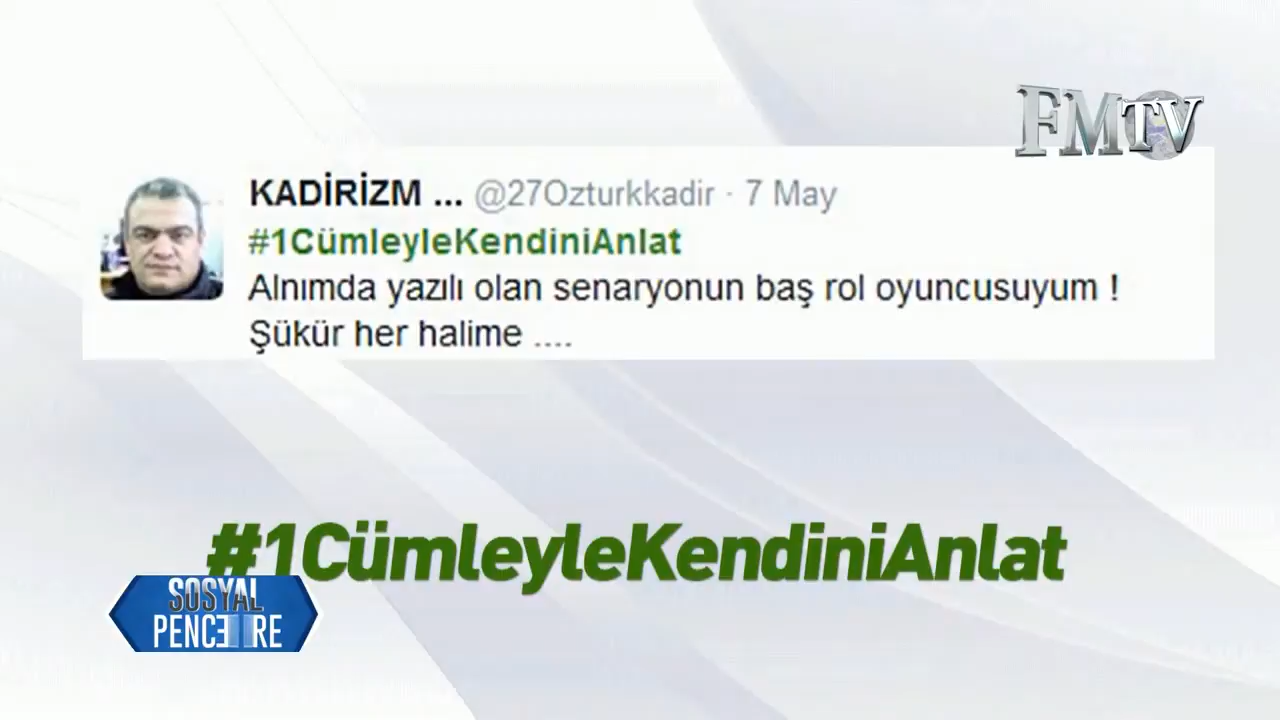 FMTV
KADİRİZM ... @27Ozturkkadir · 7 May
#1CümleyleKendiniAnlat
Alnımda yazılı olan senaryonun baş rol oyuncusuyum !
Şükür her halime ....
#1CümleyleKendiniAnlat
SOSYAL
PENCERE